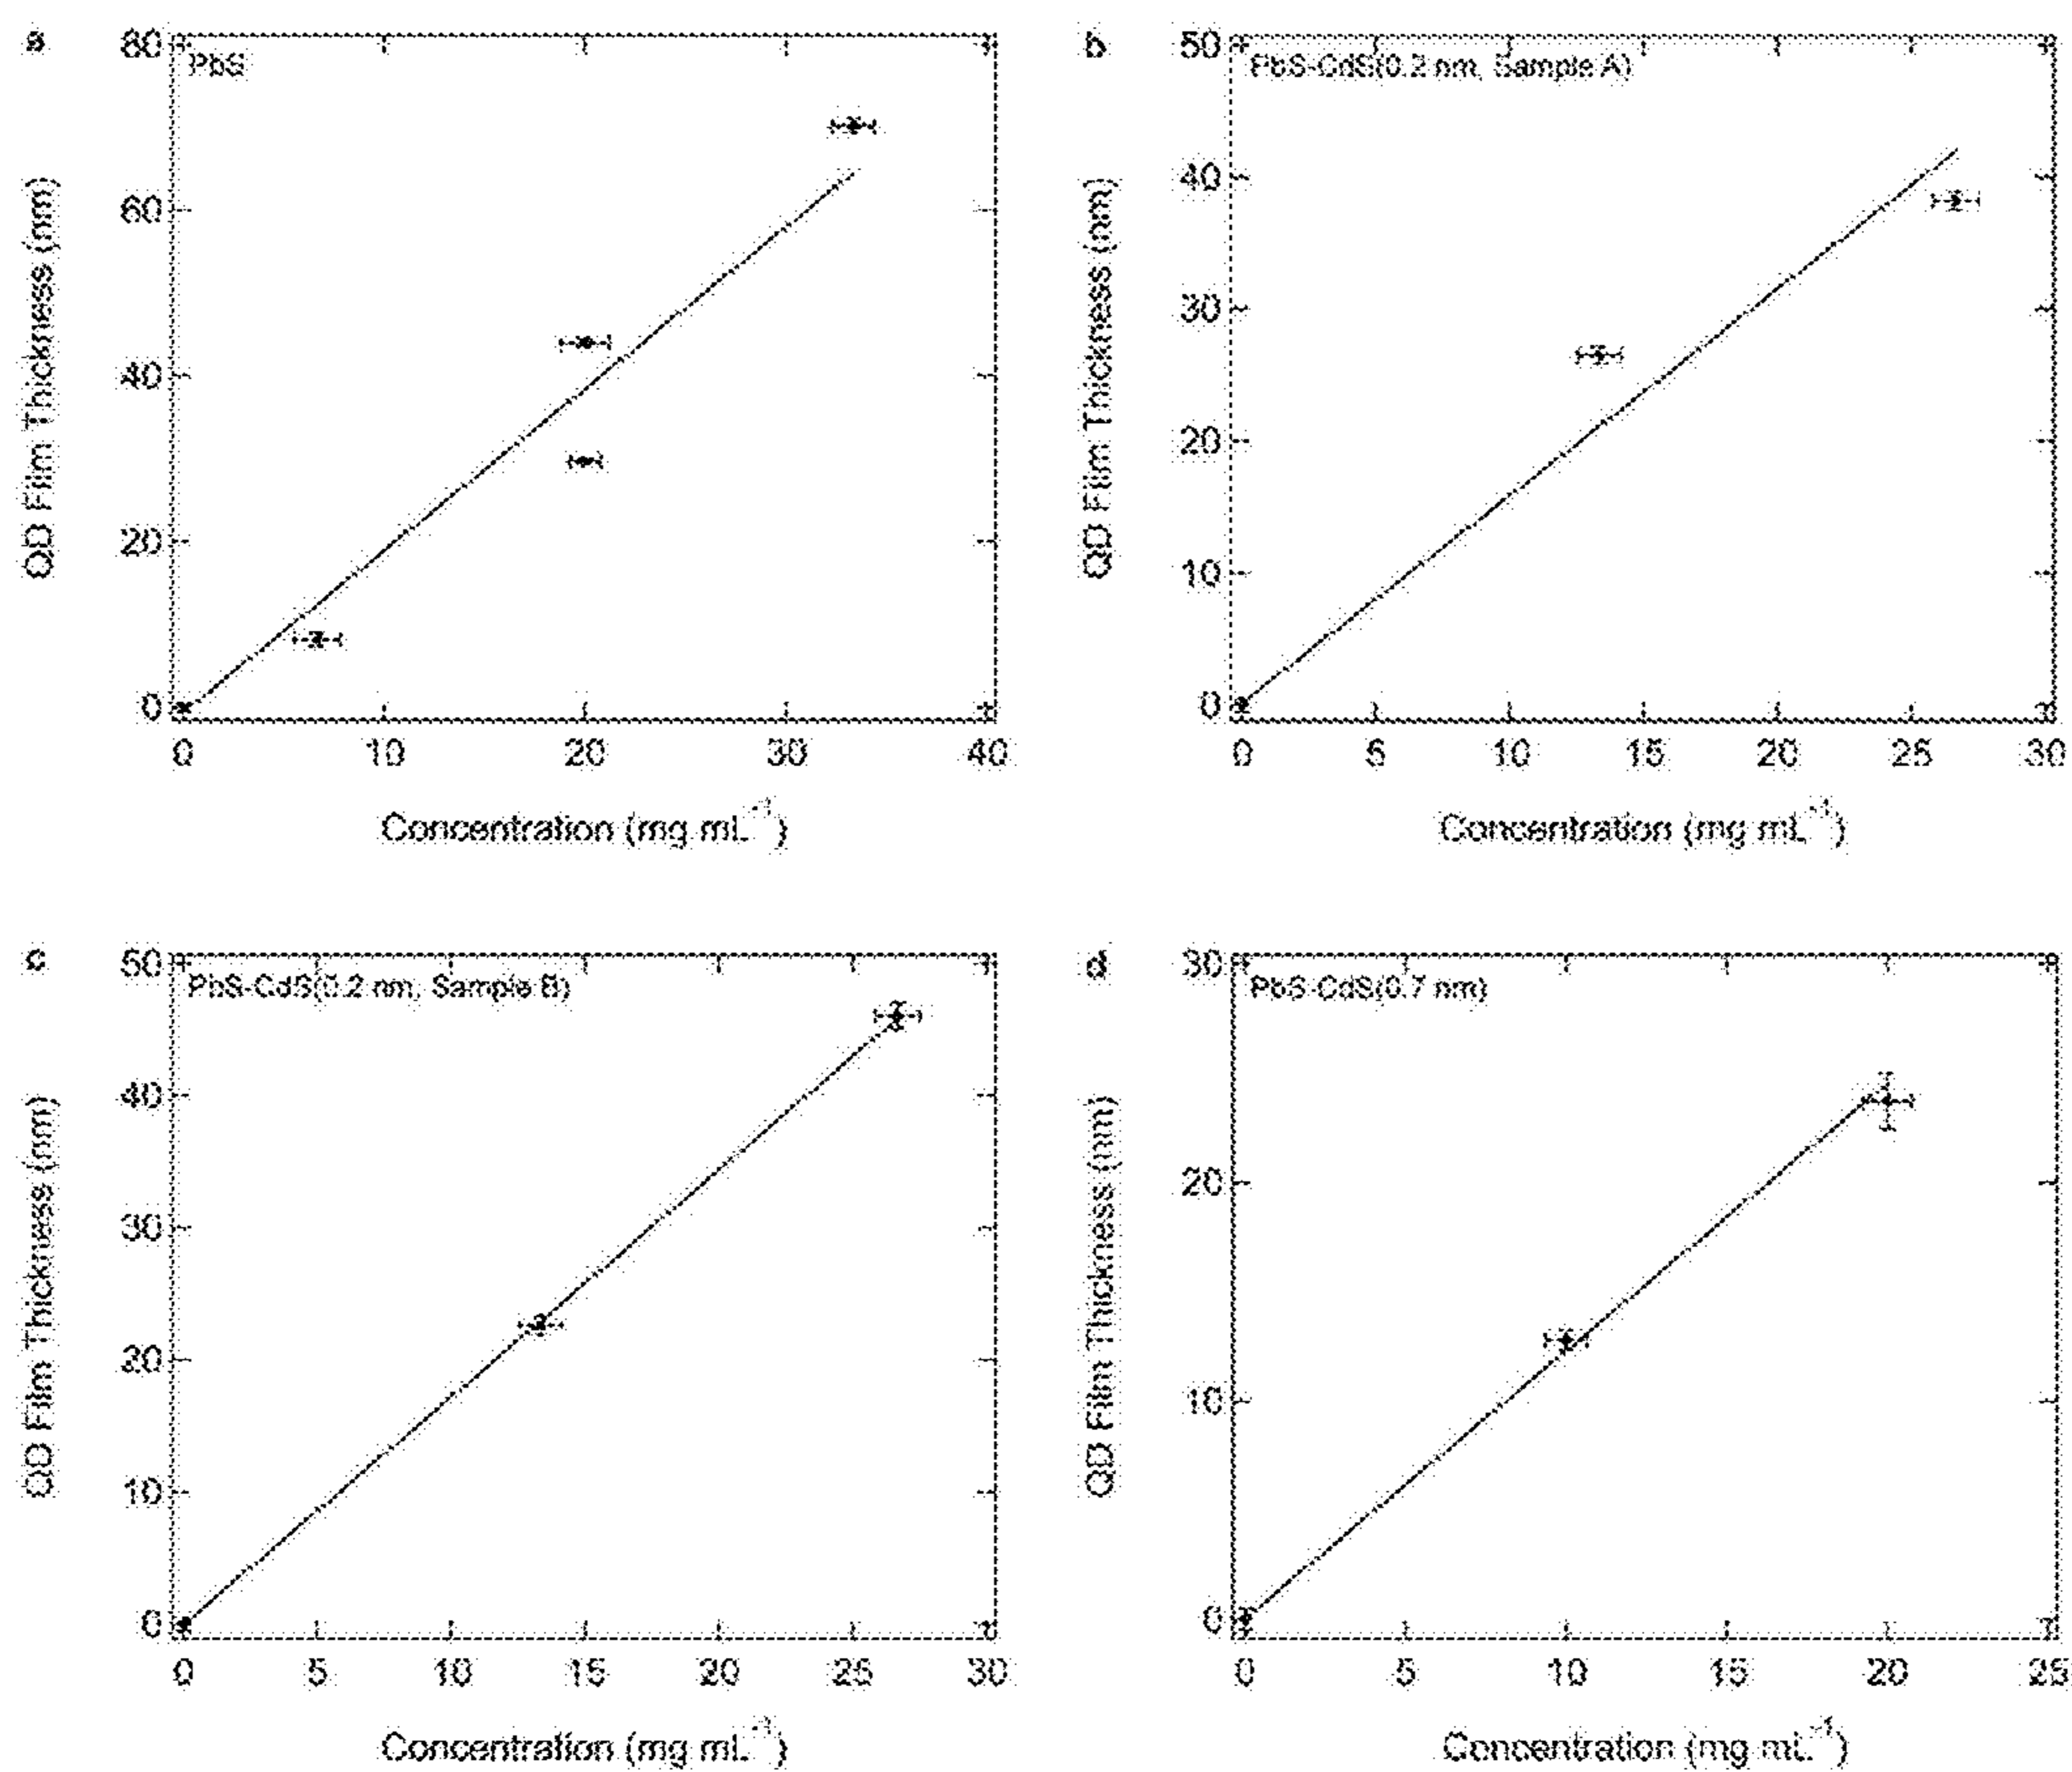 a
PbS
80
60
40
20
0
0 10 20 30 40
QD Film Thickness (nm)
Concentration (mg mL⁻¹)
b
PbS-CdS(0.2 nm, Sample A)
50
40
30
20
10
0
0 5 10 15 20 25 30
QD Film Thickness (nm)
Concentration (mg mL⁻¹)
c
PbS-CdS(0.2 nm, Sample B)
50
40
30
20
10
0
0 5 10 15 20 25 30
QD Film Thickness (nm)
Concentration (mg mL⁻¹)
d
PbS-CdS(0.7 nm)
30
20
10
0
0 5 10 15 20 25
QD Film Thickness (nm)
Concentration (mg mL⁻¹)